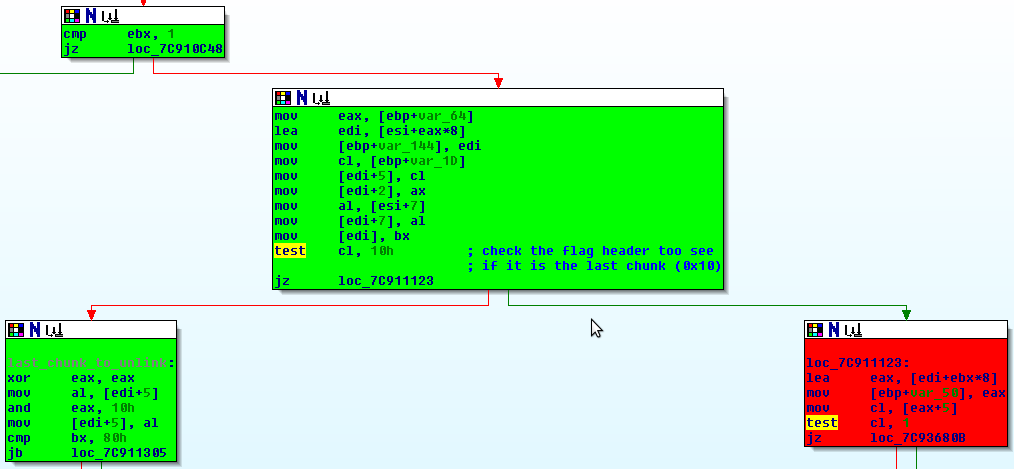 cmp ebx, 1
jz loc_7C910C48
mov eax, [ebp+var_64]
lea edi, [esi+eax*8]
mov [ebp+var_144], edi
mov cl, [ebp+var_1D]
mov [edi+5], cl
mov [edi+2], ax
mov al, [esi+7]
mov [edi+7], al
mov [edi], bx
test cl, 10h ; check the flag header too see
; if it is the last chunk (0x10)
jz loc_7C911123
last_chunk_to_unlink:
xor eax, eax
mov al, [edi+5]
and eax, 10h
mov [edi+5], al
cmp bx, 80h
jb loc_7C911305
loc_7C911123:
lea eax, [edi+ebx*8]
mov [ebp+var_50], eax
mov cl, [eax+5]
test cl, 1
jz loc_7C93680B